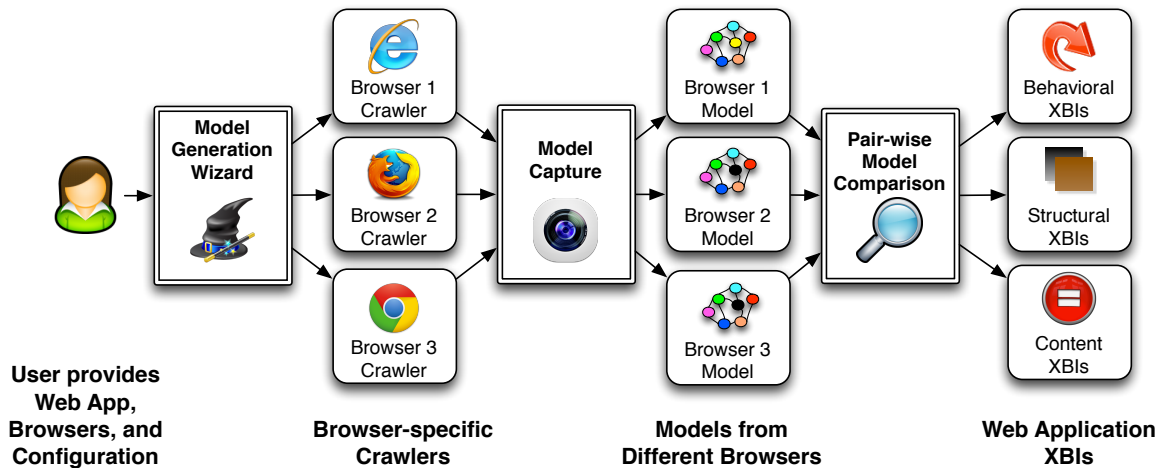 Model
Generation
Wizard
Browser 1
Crawler
Browser 2
Crawler
Browser 3
Crawler
Model
Capture
Browser 1
Model
Browser 2
Model
Browser 3
Model
Pair-wise
Model
Comparison
Behavioral
XBIs
Structural
XBIs
Content
XBIs
User provides
Web App,
Browsers, and
Configuration
Browser-specific
Crawlers
Models from
Different Browsers
Web Application
XBIs